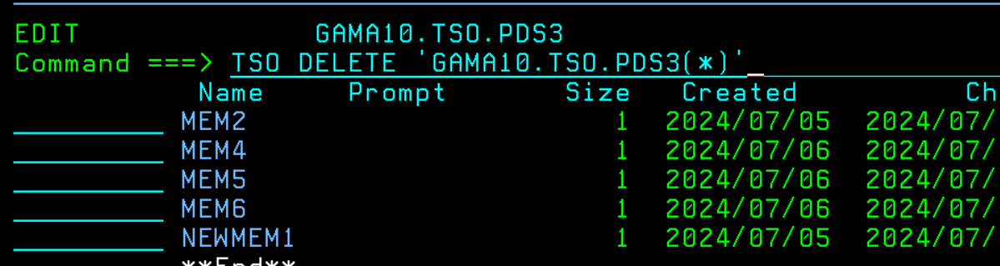 EDIT GAMA10.TSO.PDS3
Command ===> TSO DELETE 'GAMA10.TSO.PDS3(*)'
Name Prompt Size Created Ch
MEM2 1 2024/07/05 2024/07/
MEM4 1 2024/07/06 2024/07/
MEM5 1 2024/07/06 2024/07/
MEM6 1 2024/07/06 2024/07/
NEWMEM1 1 2024/07/05 2024/07/
**End**